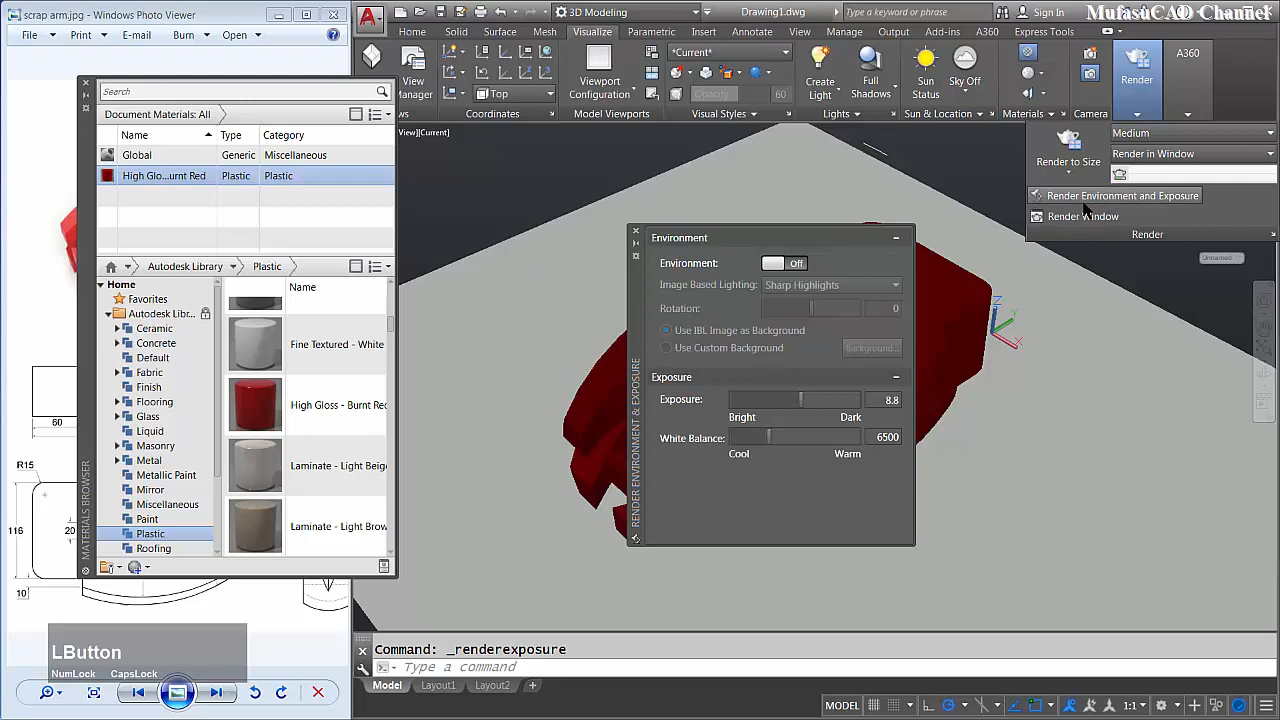 scrap arm.jpg - Windows Photo Viewer
File
Print
E-mail
Burn
Open
3D Modeling
Drawing1.dwg
Type a keyword or phrase
Sign In
MufasuCAD Channel
Home
Solid
Surface
Mesh
Visualize
Parametric
Insert
Annotate
View
Manage
Output
Add-ins
A360
Express Tools
View
Manager
Top
Coordinates
Viewport
Configuration
Model Viewports
*Current*
Opacity
60
Visual Styles
Create
Light
Full
Shadows
Lights
Sun
Status
Sky Off
Sun & Location
Materials
Camera
Render
A360
Render to Size
Medium
Render in Window
Render Environment and Exposure
Render Window
Render
Unnamed
View][Current]
Search
Document Materials: All
Name
Type
Category
Global
Generic
Miscellaneous
High Glo...urnt Red
Plastic
Plastic
Autodesk Library
Plastic
Home
Favorites
Autodesk Libr...
Ceramic
Concrete
Default
Fabric
Finish
Flooring
Glass
Liquid
Masonry
Metal
Metallic Paint
Mirror
Miscellaneous
Paint
Plastic
Roofing
Name
Fine Textured - White
High Gloss - Burnt Red
Laminate - Light Beig
Laminate - Light Brow
MATERIALS BROWSER
Environment
Environment:
Off
Image Based Lighting:
Sharp Highlights
Rotation:
0
Use IBL Image as Background
Use Custom Background
Background...
Exposure
Exposure:
8.8
Bright
Dark
White Balance:
6500
Cool
Warm
RENDER ENVIRONMENT & EXPOSURE
Z
Y
X
60
R15
116
20
10
LButton
NumLock
CapsLock
Command: _renderexposure
Type a command
Model
Layout1
Layout2
MODEL
1:1